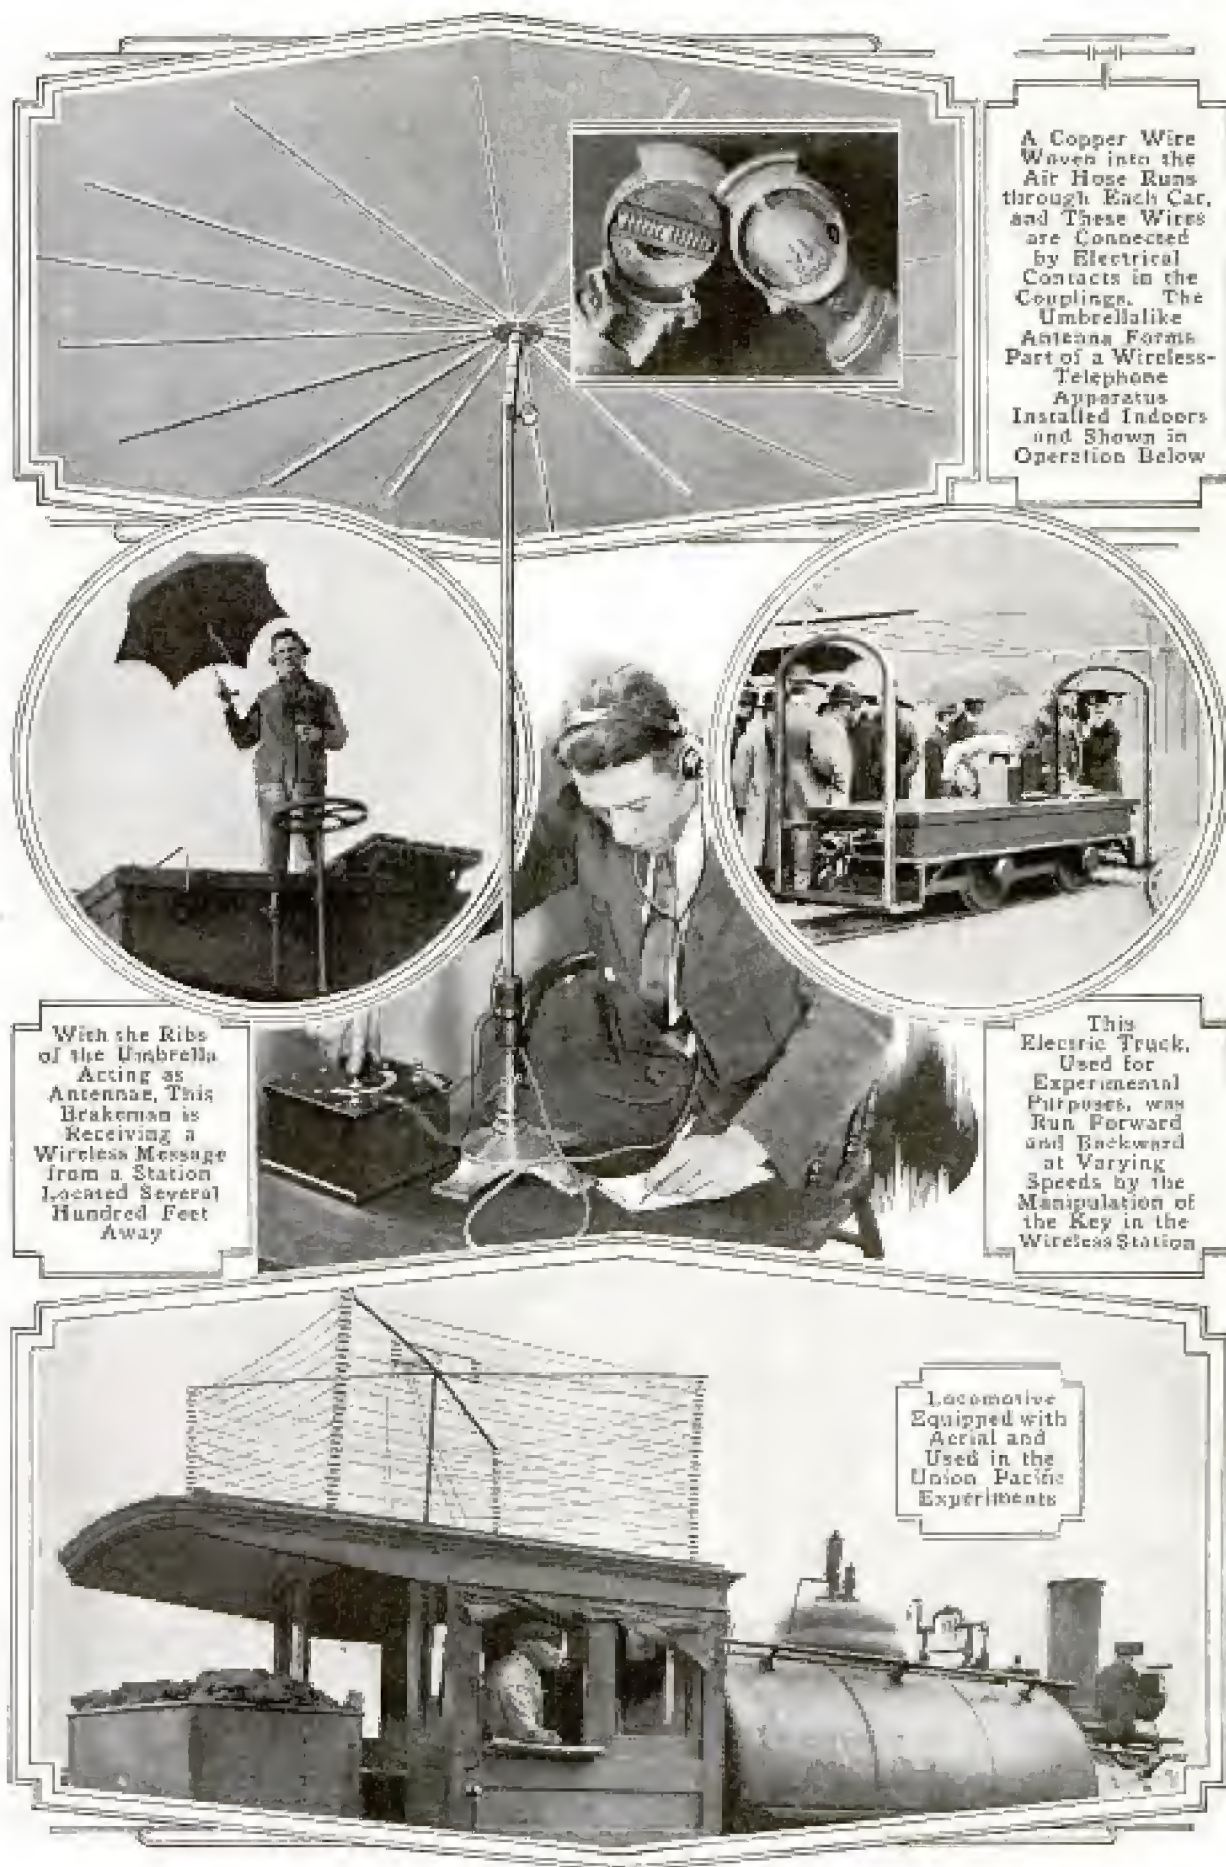 A Copper Wire
Woven into the
Air Hose Runs
through Each Car,
and These Wires
are Connected
by Electrical
Contacts in the
Couplings. The
Umbrellalike
Antenna Forms
Part of a Wireless-
Telephone
Apparatus
Installed Indoors
and Shown in
Operation Below
With the Ribs
of the Umbrella
Acting as
Antennae, This
Brakeman is
Receiving a
Wireless Message
from a Station
Located Several
Hundred Feet
Away
This
Electric Truck,
Used for
Experimental
Purposes, was
Run Forward
and Backward
at Varying
Speeds by the
Manipulation of
the Key in the
Wireless Station
Locomotive
Equipped with
Aerial and
Used in the
Union Pacific
Experiments